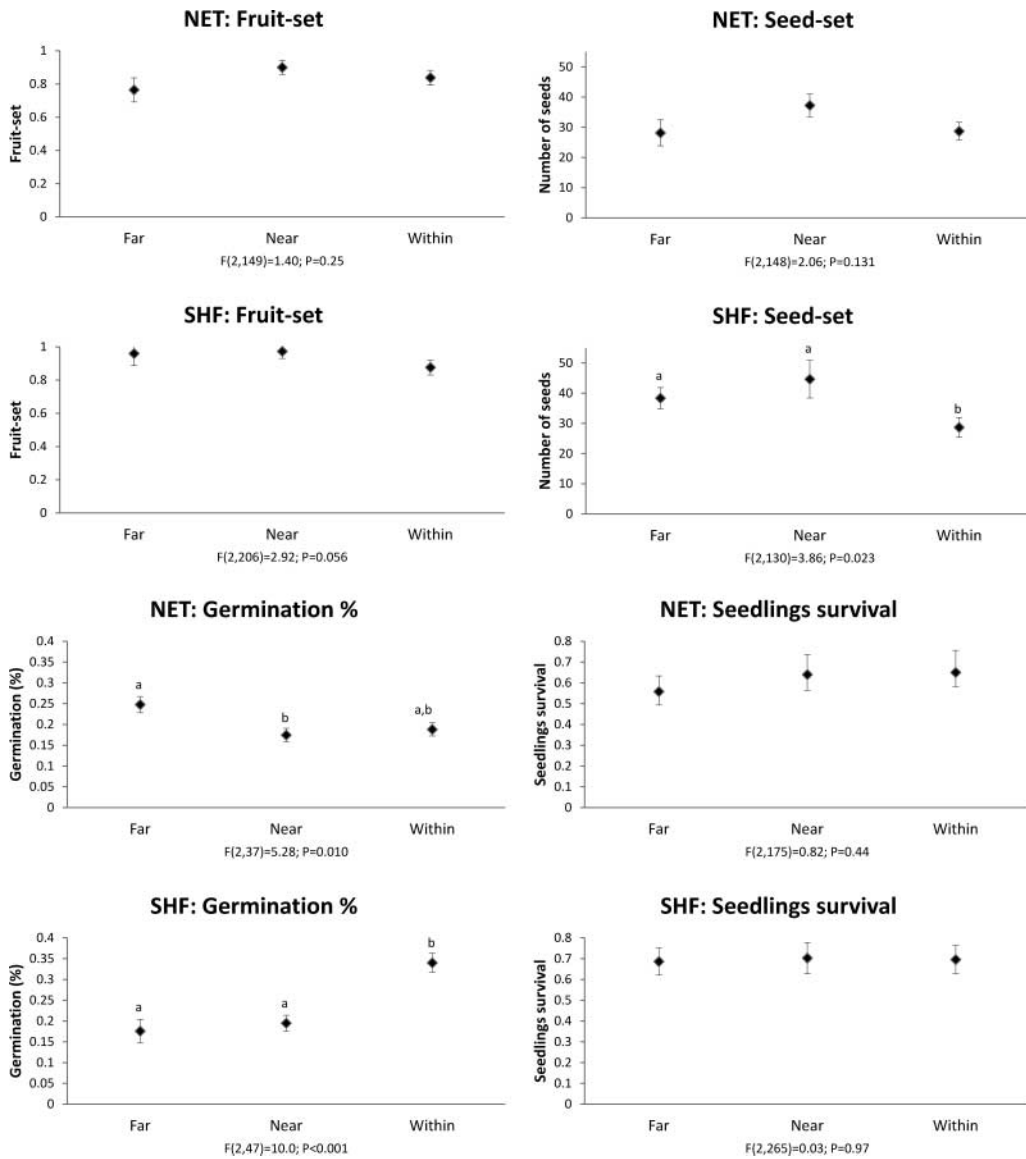 NET: Fruit-set
Fruit-set
1
0.8
0.6
0.4
0.2
0
Far Near Within
F(2,149)=1.40; P=0.25
NET: Seed-set
Number of seeds
50
40
30
20
10
0
Far Near Within
F(2,148)=2.06; P=0.131
SHF: Fruit-set
Fruit-set
1
0.8
0.6
0.4
0.2
0
Far Near Within
F(2,206)=2.92; P=0.056
SHF: Seed-set
Number of seeds
50
40
30
20
10
0
a
a
b
Far Near Within
F(2,130)=3.86; P=0.023
NET: Germination %
Germination (%)
0.4
0.35
0.3
0.25
0.2
0.15
0.1
0.05
0
a
b
a,b
Far Near Within
F(2,37)=5.28; P=0.010
NET: Seedlings survival
Seedlings survival
0.8
0.7
0.6
0.5
0.4
0.3
0.2
0.1
0
Far Near Within
F(2,175)=0.82; P=0.44
SHF: Germination %
Germination (%)
0.4
0.35
0.3
0.25
0.2
0.15
0.1
0.05
0
a
a
b
Far Near Within
F(2,47)=10.0; P<0.001
SHF: Seedlings survival
Seedlings survival
0.8
0.7
0.6
0.5
0.4
0.3
0.2
0.1
0
Far Near Within
F(2,265)=0.03; P=0.97